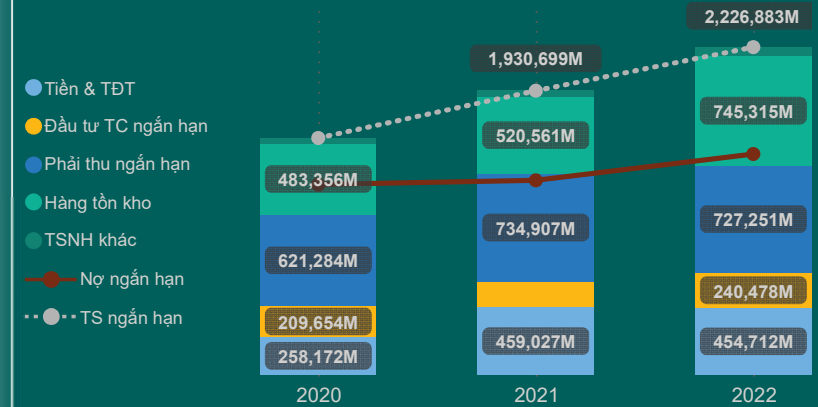 Tiền & TĐT
Đầu tư TC ngắn hạn
Phải thu ngắn hạn
Hàng tồn kho
TSNH khác
Nợ ngắn hạn
TS ngắn hạn
483,356M
621,284M
209,654M
258,172M
1,930,699M
520,561M
734,907M
459,027M
2,226,883M
745,315M
727,251M
240,478M
454,712M
2020
2021
2022